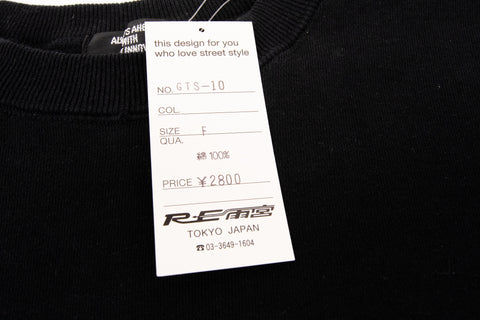 this design for you
who love street style
NO. GTS-10
COL.
SIZE F
QUA.
綿 100%
PRICE ¥2800
RE雨宮
TOKYO JAPAN
☎03-3649-1604